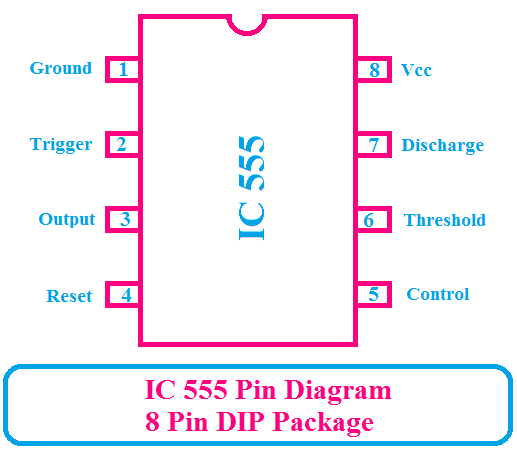 Ground 1 8 Vcc
Trigger 2 7 Discharge
IC 555
Output 3 6 Threshold
Reset 4 5 Control
IC 555 Pin Diagram
8 Pin DIP Package